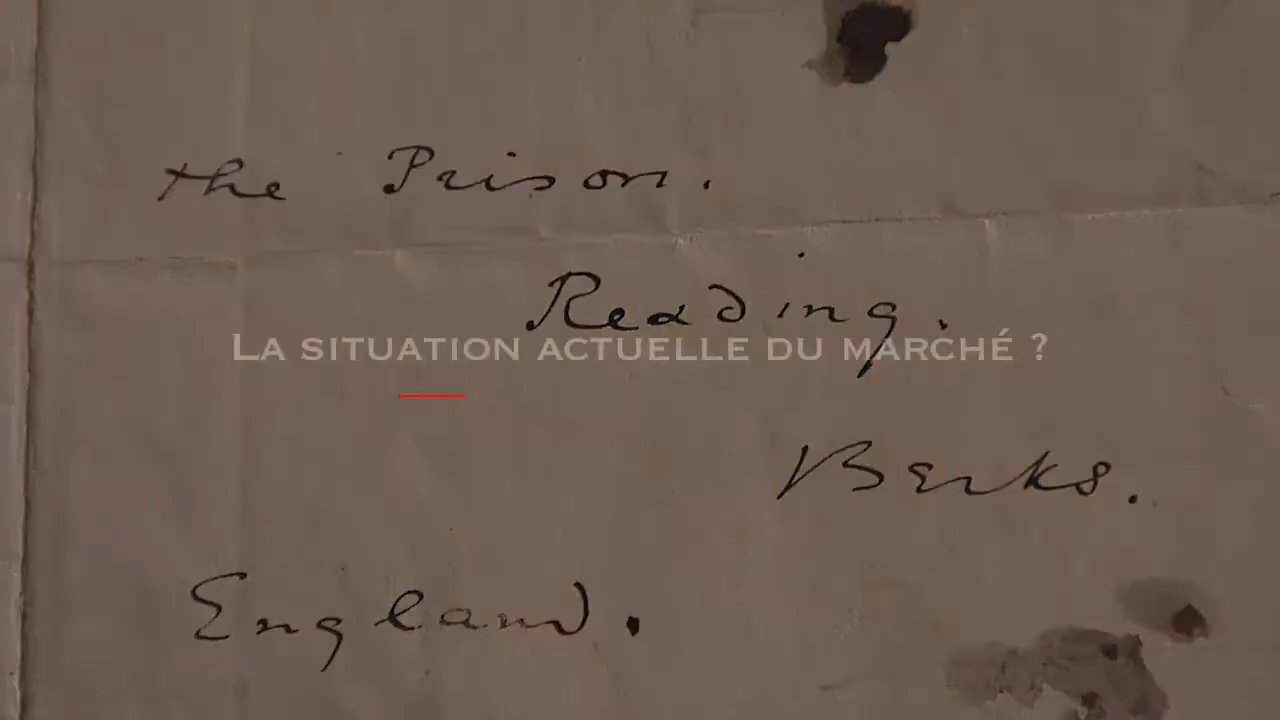 the Prison.
Reading.
LA SITUATION ACTUELLE DU MARCHÉ ?
Berks.
England.